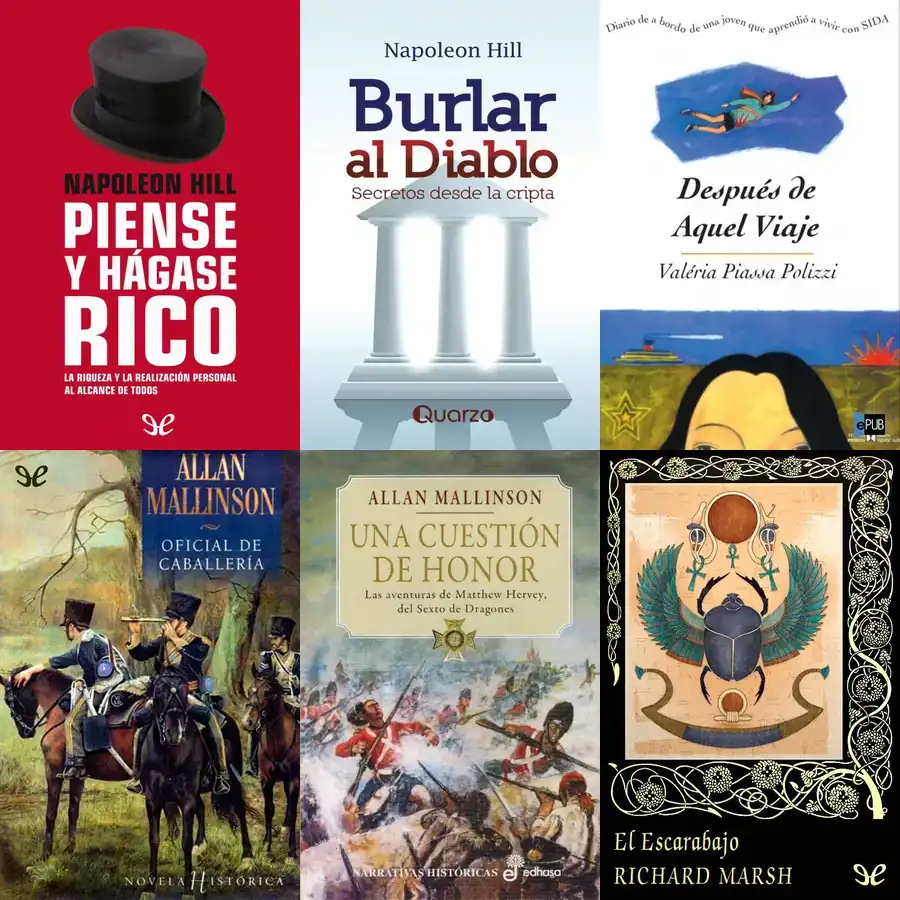 NAPOLEON HILL
PIENSE
Y HÁGASE
RICO
LA RIQUEZA Y LA REALIZACIÓN PERSONAL
AL ALCANCE DE TODOS
Napoleon Hill
Burlar
al Diablo
Secretos desde la cripta
Quarzo
Diario de a bordo de una joven que aprendió a vivir con SIDA
Después de
Aquel Viaje
Valéria Piassa Polizzi
ePUB
ALLAN
MALLINSON
OFICIAL DE
CABALLERÍA
NOVELA HISTÓRICA
ALLAN MALLINSON
UNA CUESTIÓN
DE HONOR
Las aventuras de Matthew Hervey,
del Sexto de Dragones
NARRATIVAS HISTÓRICAS edhasa
El Escarabajo
RICHARD MARSH